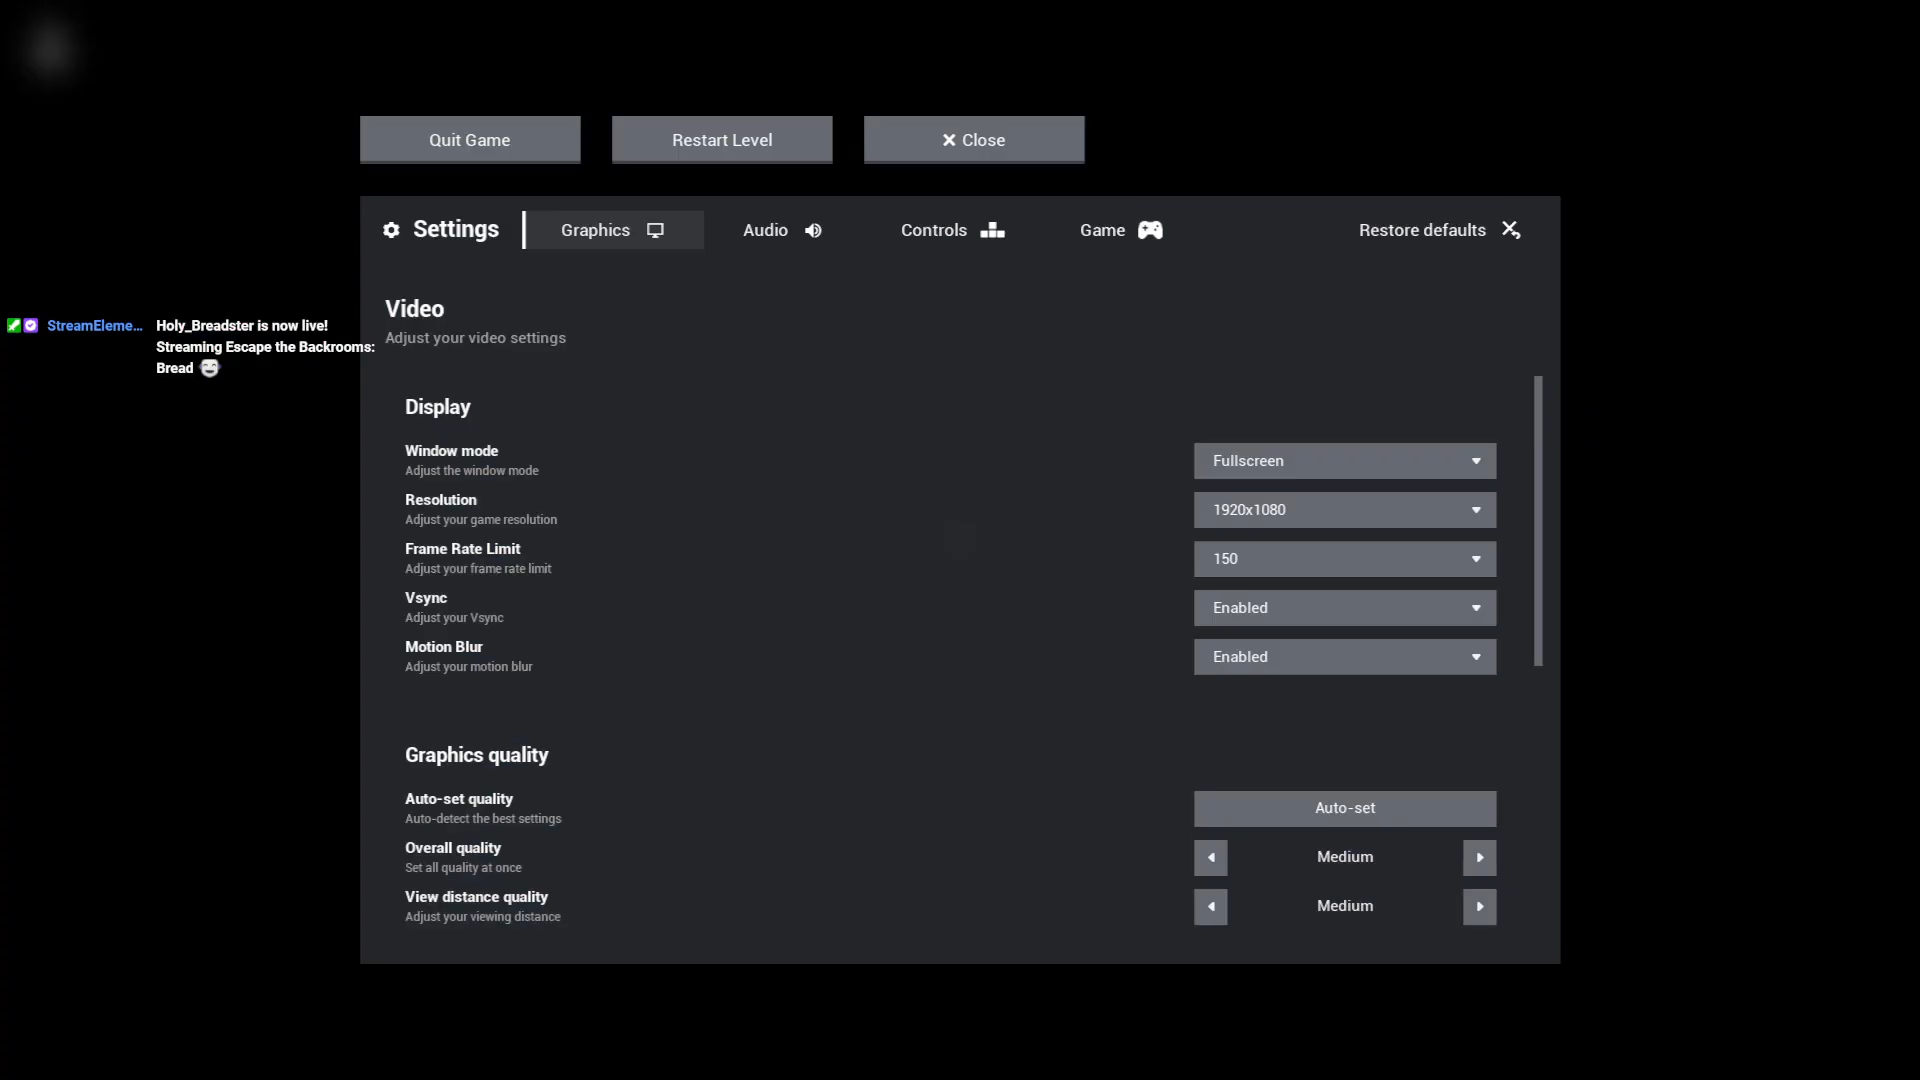 Quit Game
Restart Level
Close
Settings
Graphics
Audio
Controls
Game
Restore defaults
Video
Adjust your video settings
StreamEleme...
Holy_Breadster is now live!
Streaming Escape the Backrooms:
Bread
Display
Window mode
Adjust the window mode
Fullscreen
Resolution
Adjust your game resolution
1920x1080
Frame Rate Limit
Adjust your frame rate limit
150
Vsync
Adjust your Vsync
Enabled
Motion Blur
Adjust your motion blur
Enabled
Graphics quality
Auto-set quality
Auto-detect the best settings
Auto-set
Overall quality
Set all quality at once
Medium
View distance quality
Adjust your viewing distance
Medium